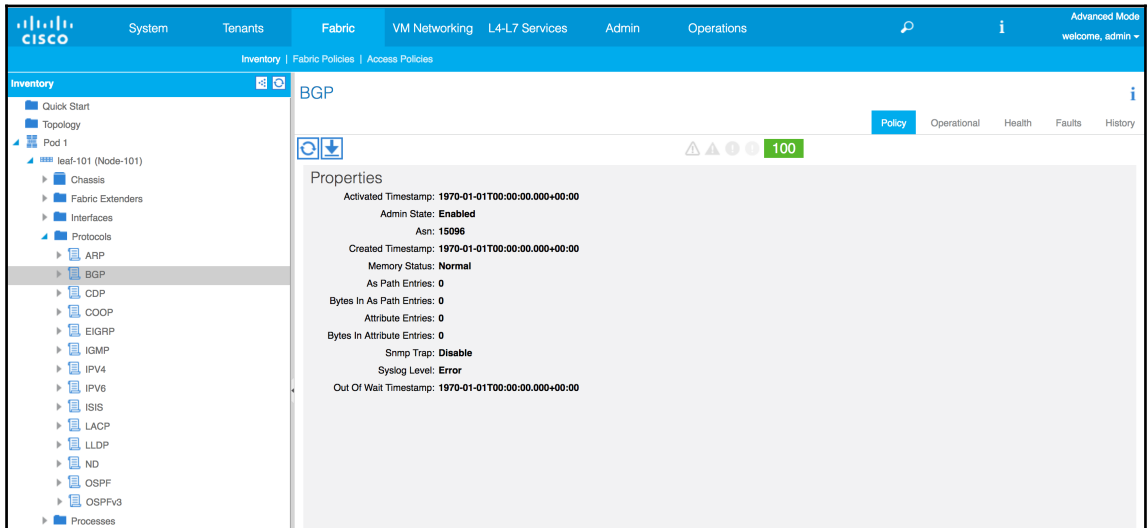 CISCO
System Tenants Fabric VM Networking L4-L7 Services Admin Operations
Advanced Mode
welcome, admin
Inventory | Fabric Policies | Access Policies
Inventory
Quick Start
Topology
Pod 1
leaf-101 (Node-101)
Chassis
Fabric Extenders
Interfaces
Protocols
ARP
BGP
CDP
COOP
EIGRP
IGMP
IPV4
IPV6
ISIS
LACP
LLDP
ND
OSPF
OSPFv3
Processes
BGP
i
Policy Operational Health Faults History
100
Properties
Activated Timestamp: 1970-01-01T00:00:00.000+00:00
Admin State: Enabled
Asn: 15096
Created Timestamp: 1970-01-01T00:00:00.000+00:00
Memory Status: Normal
As Path Entries: 0
Bytes In As Path Entries: 0
Attribute Entries: 0
Bytes In Attribute Entries: 0
Snmp Trap: Disable
Syslog Level: Error
Out Of Wait Timestamp: 1970-01-01T00:00:00.000+00:00